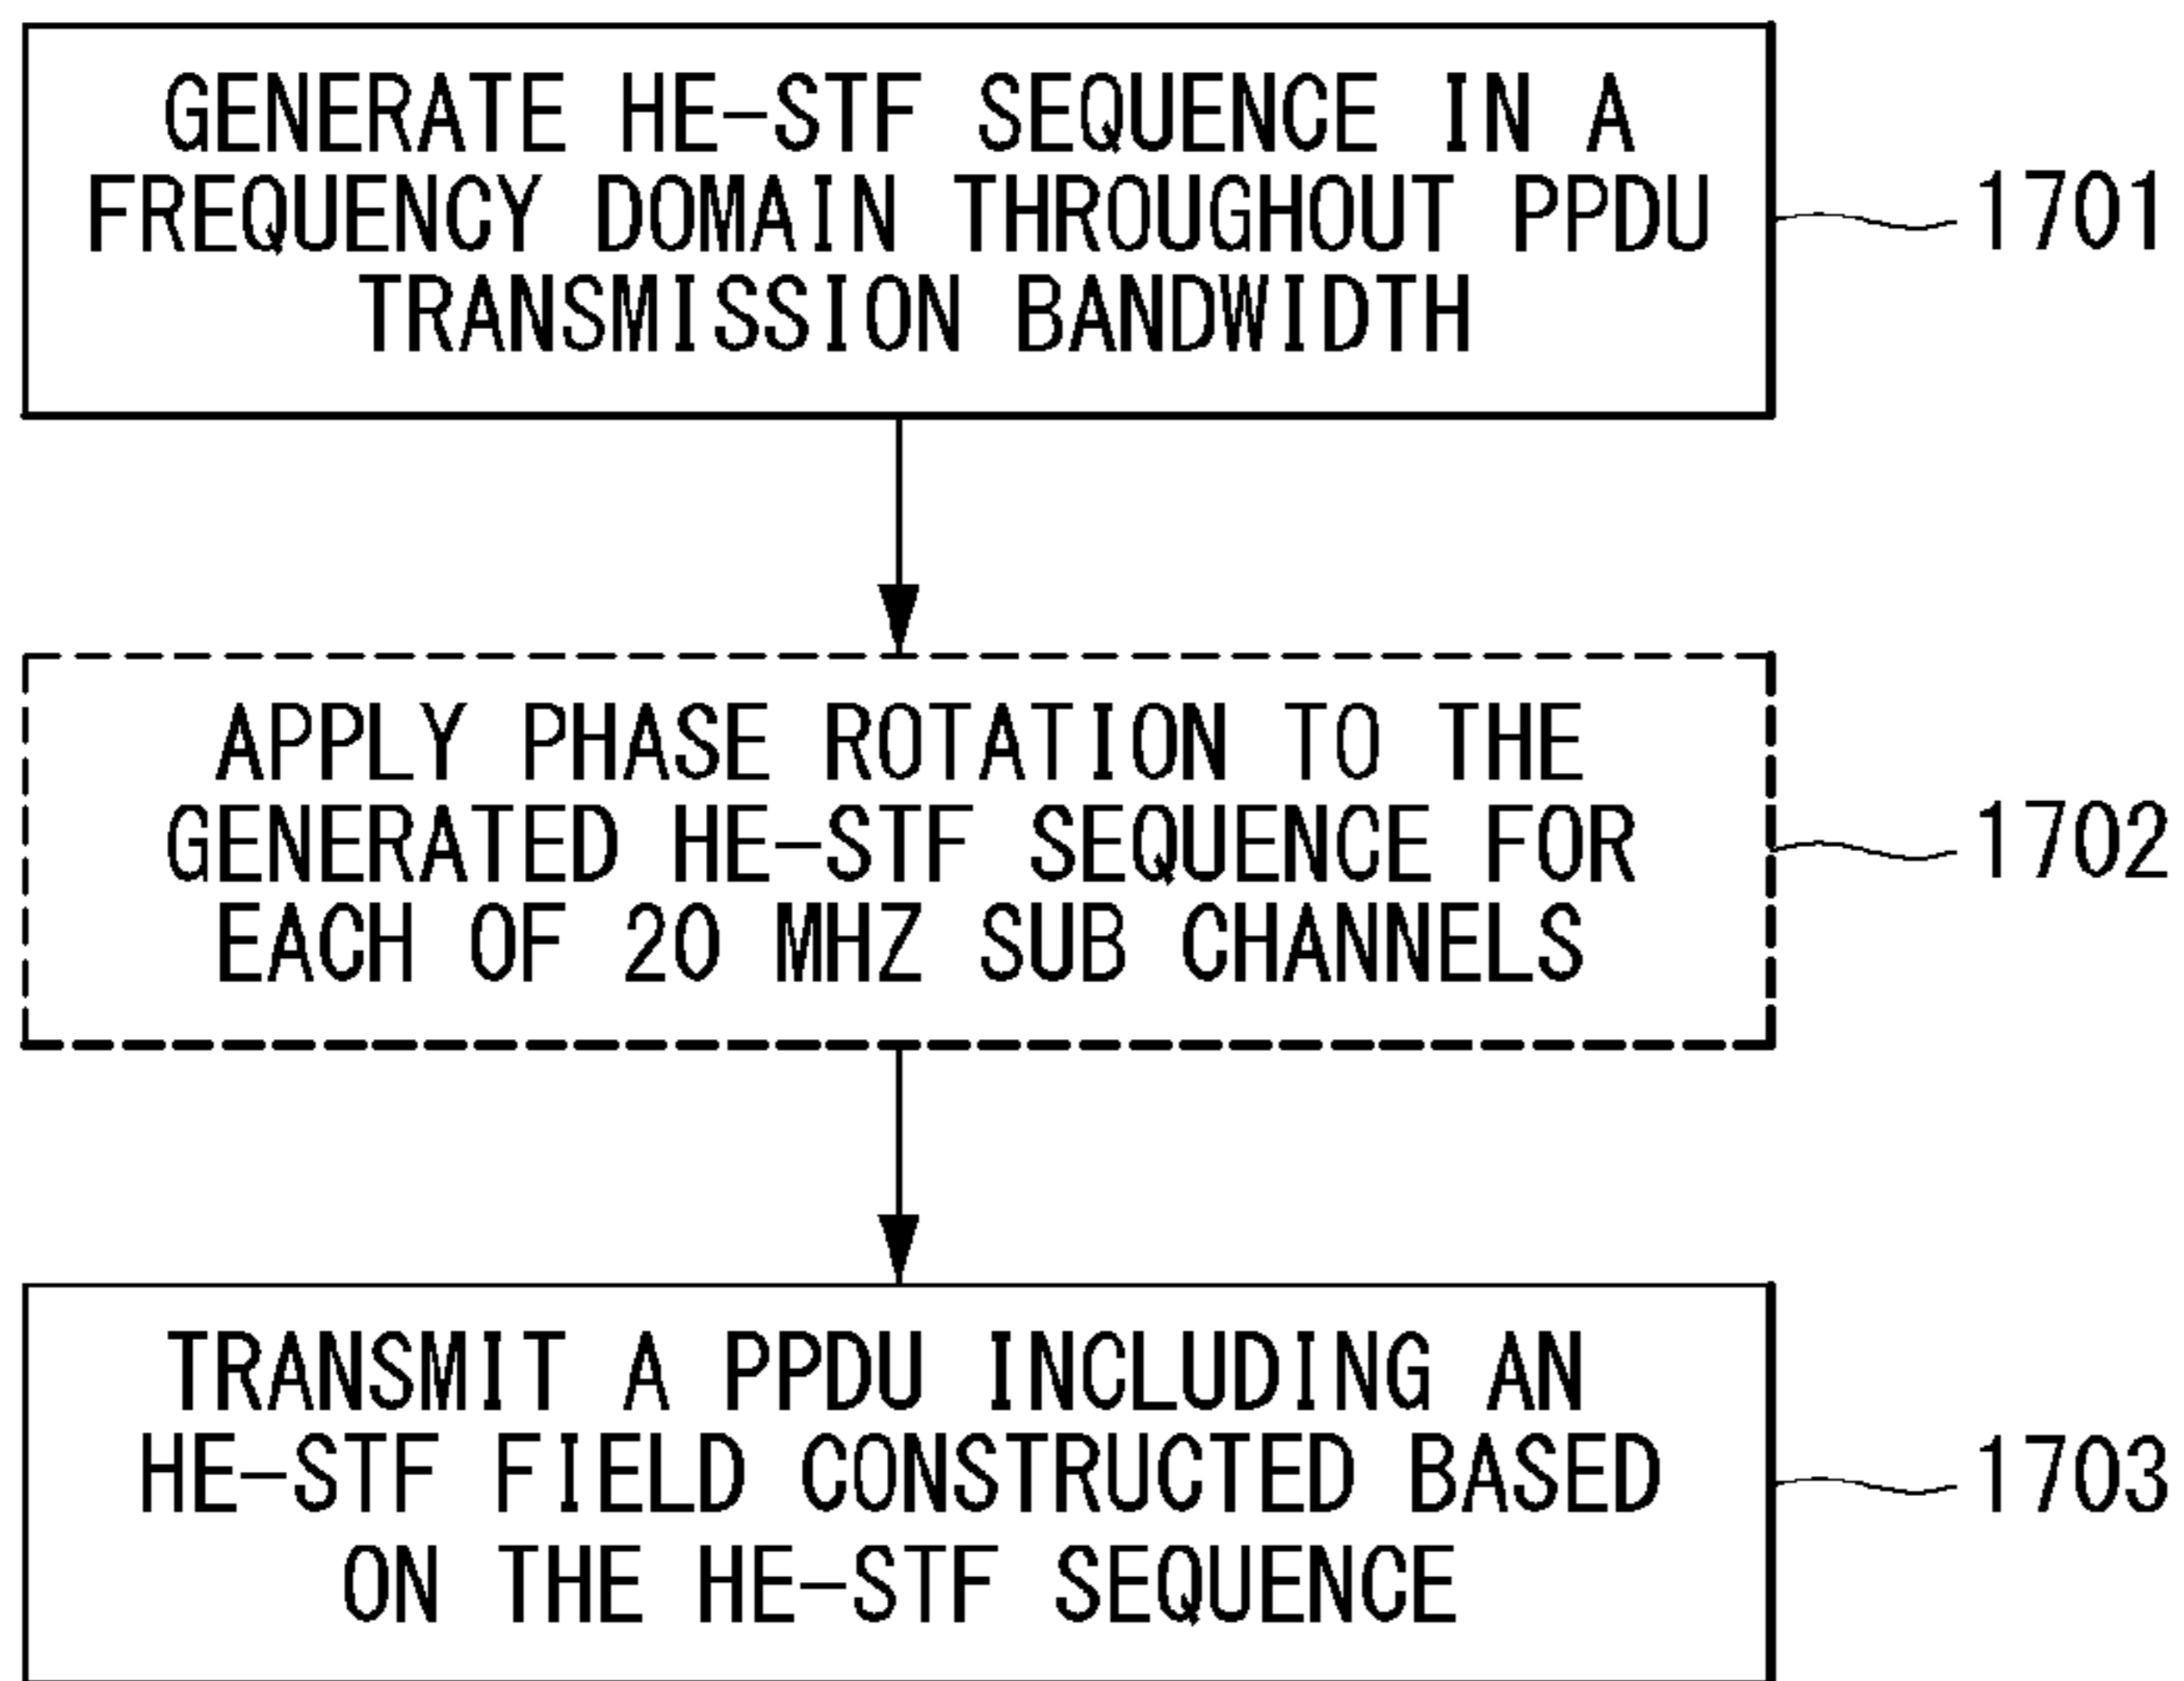 GENERATE HE-STF SEQUENCE IN A
FREQUENCY DOMAIN THROUGHOUT PPDU
TRANSMISSION BANDWIDTH
1701
APPLY PHASE ROTATION TO THE
GENERATED HE-STF SEQUENCE FOR
EACH OF 20 MHZ SUB CHANNELS
1702
TRANSMIT A PPDU INCLUDING AN
HE-STF FIELD CONSTRUCTED BASED
ON THE HE-STF SEQUENCE
1703